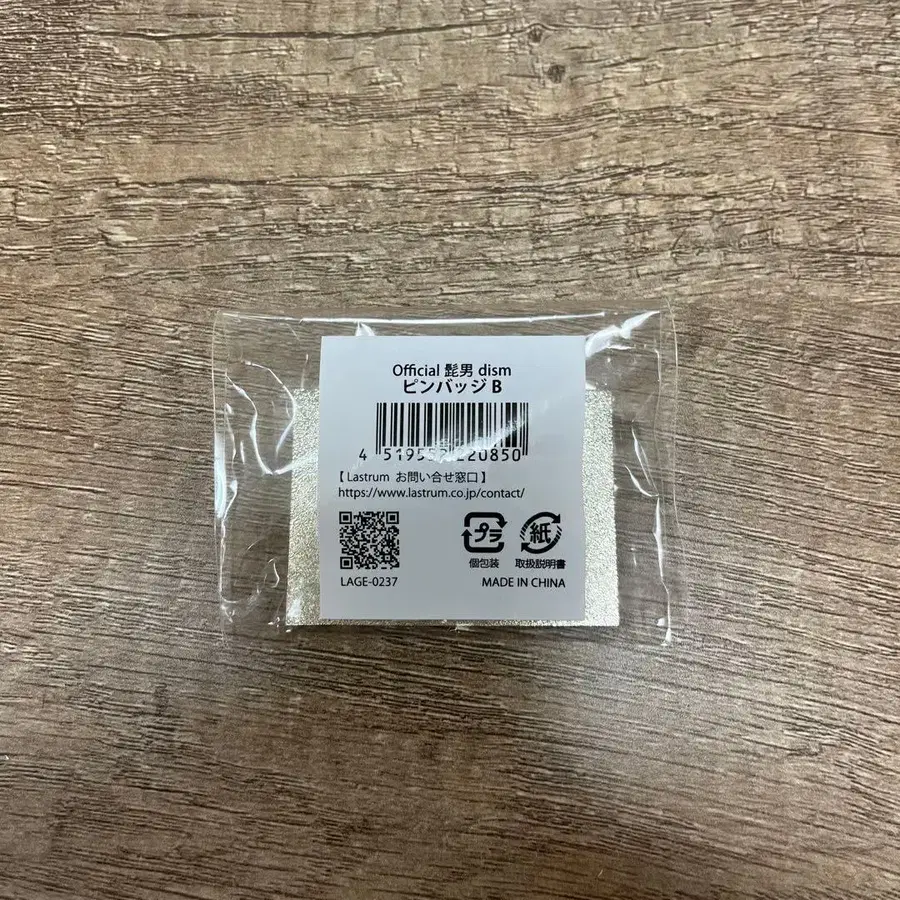 Official 髭男 dism
ピンバッジ B
4 519552 220850
【 Lastrum お問い合せ窓口 】
https://www.lastrum.co.jp/contact/
プラ 紙
個包装 取扱説明書
LAGE-0237 MADE IN CHINA